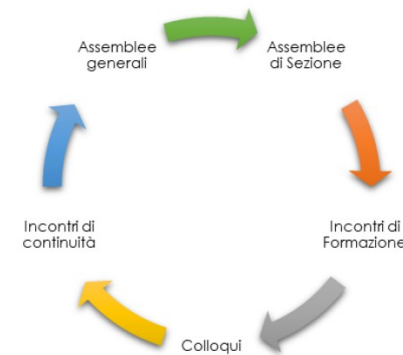 Assemblee
generali
Assemblee
di Sezione
Incontri di
Formazione
Colloqui
Incontri di
continuità